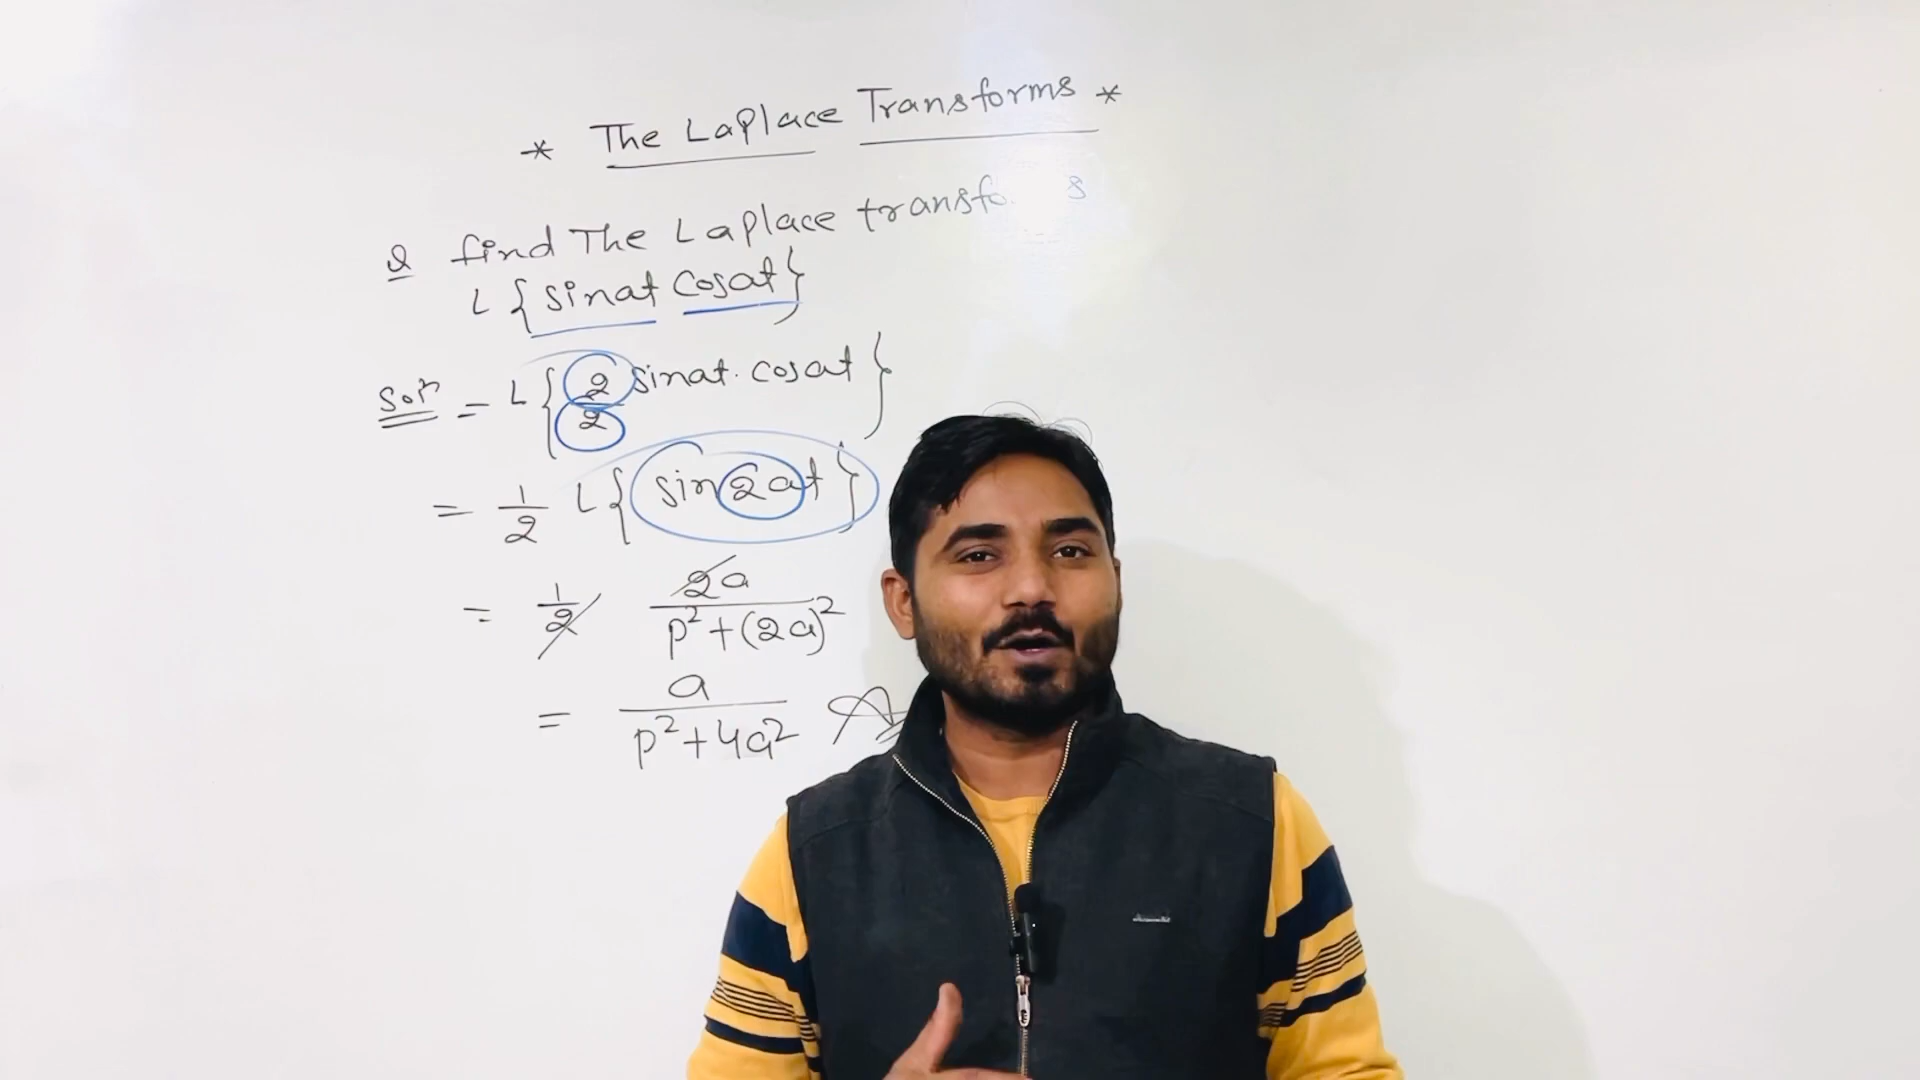 * The Laplace Transforms *
Q find The Laplace transfo s
L{sinat cosat}
Soln = L{2/2 sinat. cosat}
= 1/2 L{sin2at}
= 1/2 2a/p²+(2a)²
= a/p²+4a²